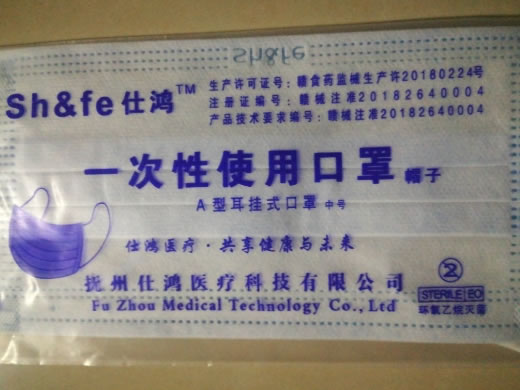 Sh&fe
Sh&fe仕鸿™
生产许可证号：赣食药监械生产许20180224号
注册证编号：赣械注准20182640004
产品技术要求编号：赣械注准20182640004
一次性使用口罩 帽子
A型耳挂式口罩 中号
仕鸿医疗·共享健康与未来
抚州仕鸿医疗科技有限公司
Fu Zhou Medical Technology Co., Ltd
2
STERILE EO
环氧乙烷灭菌